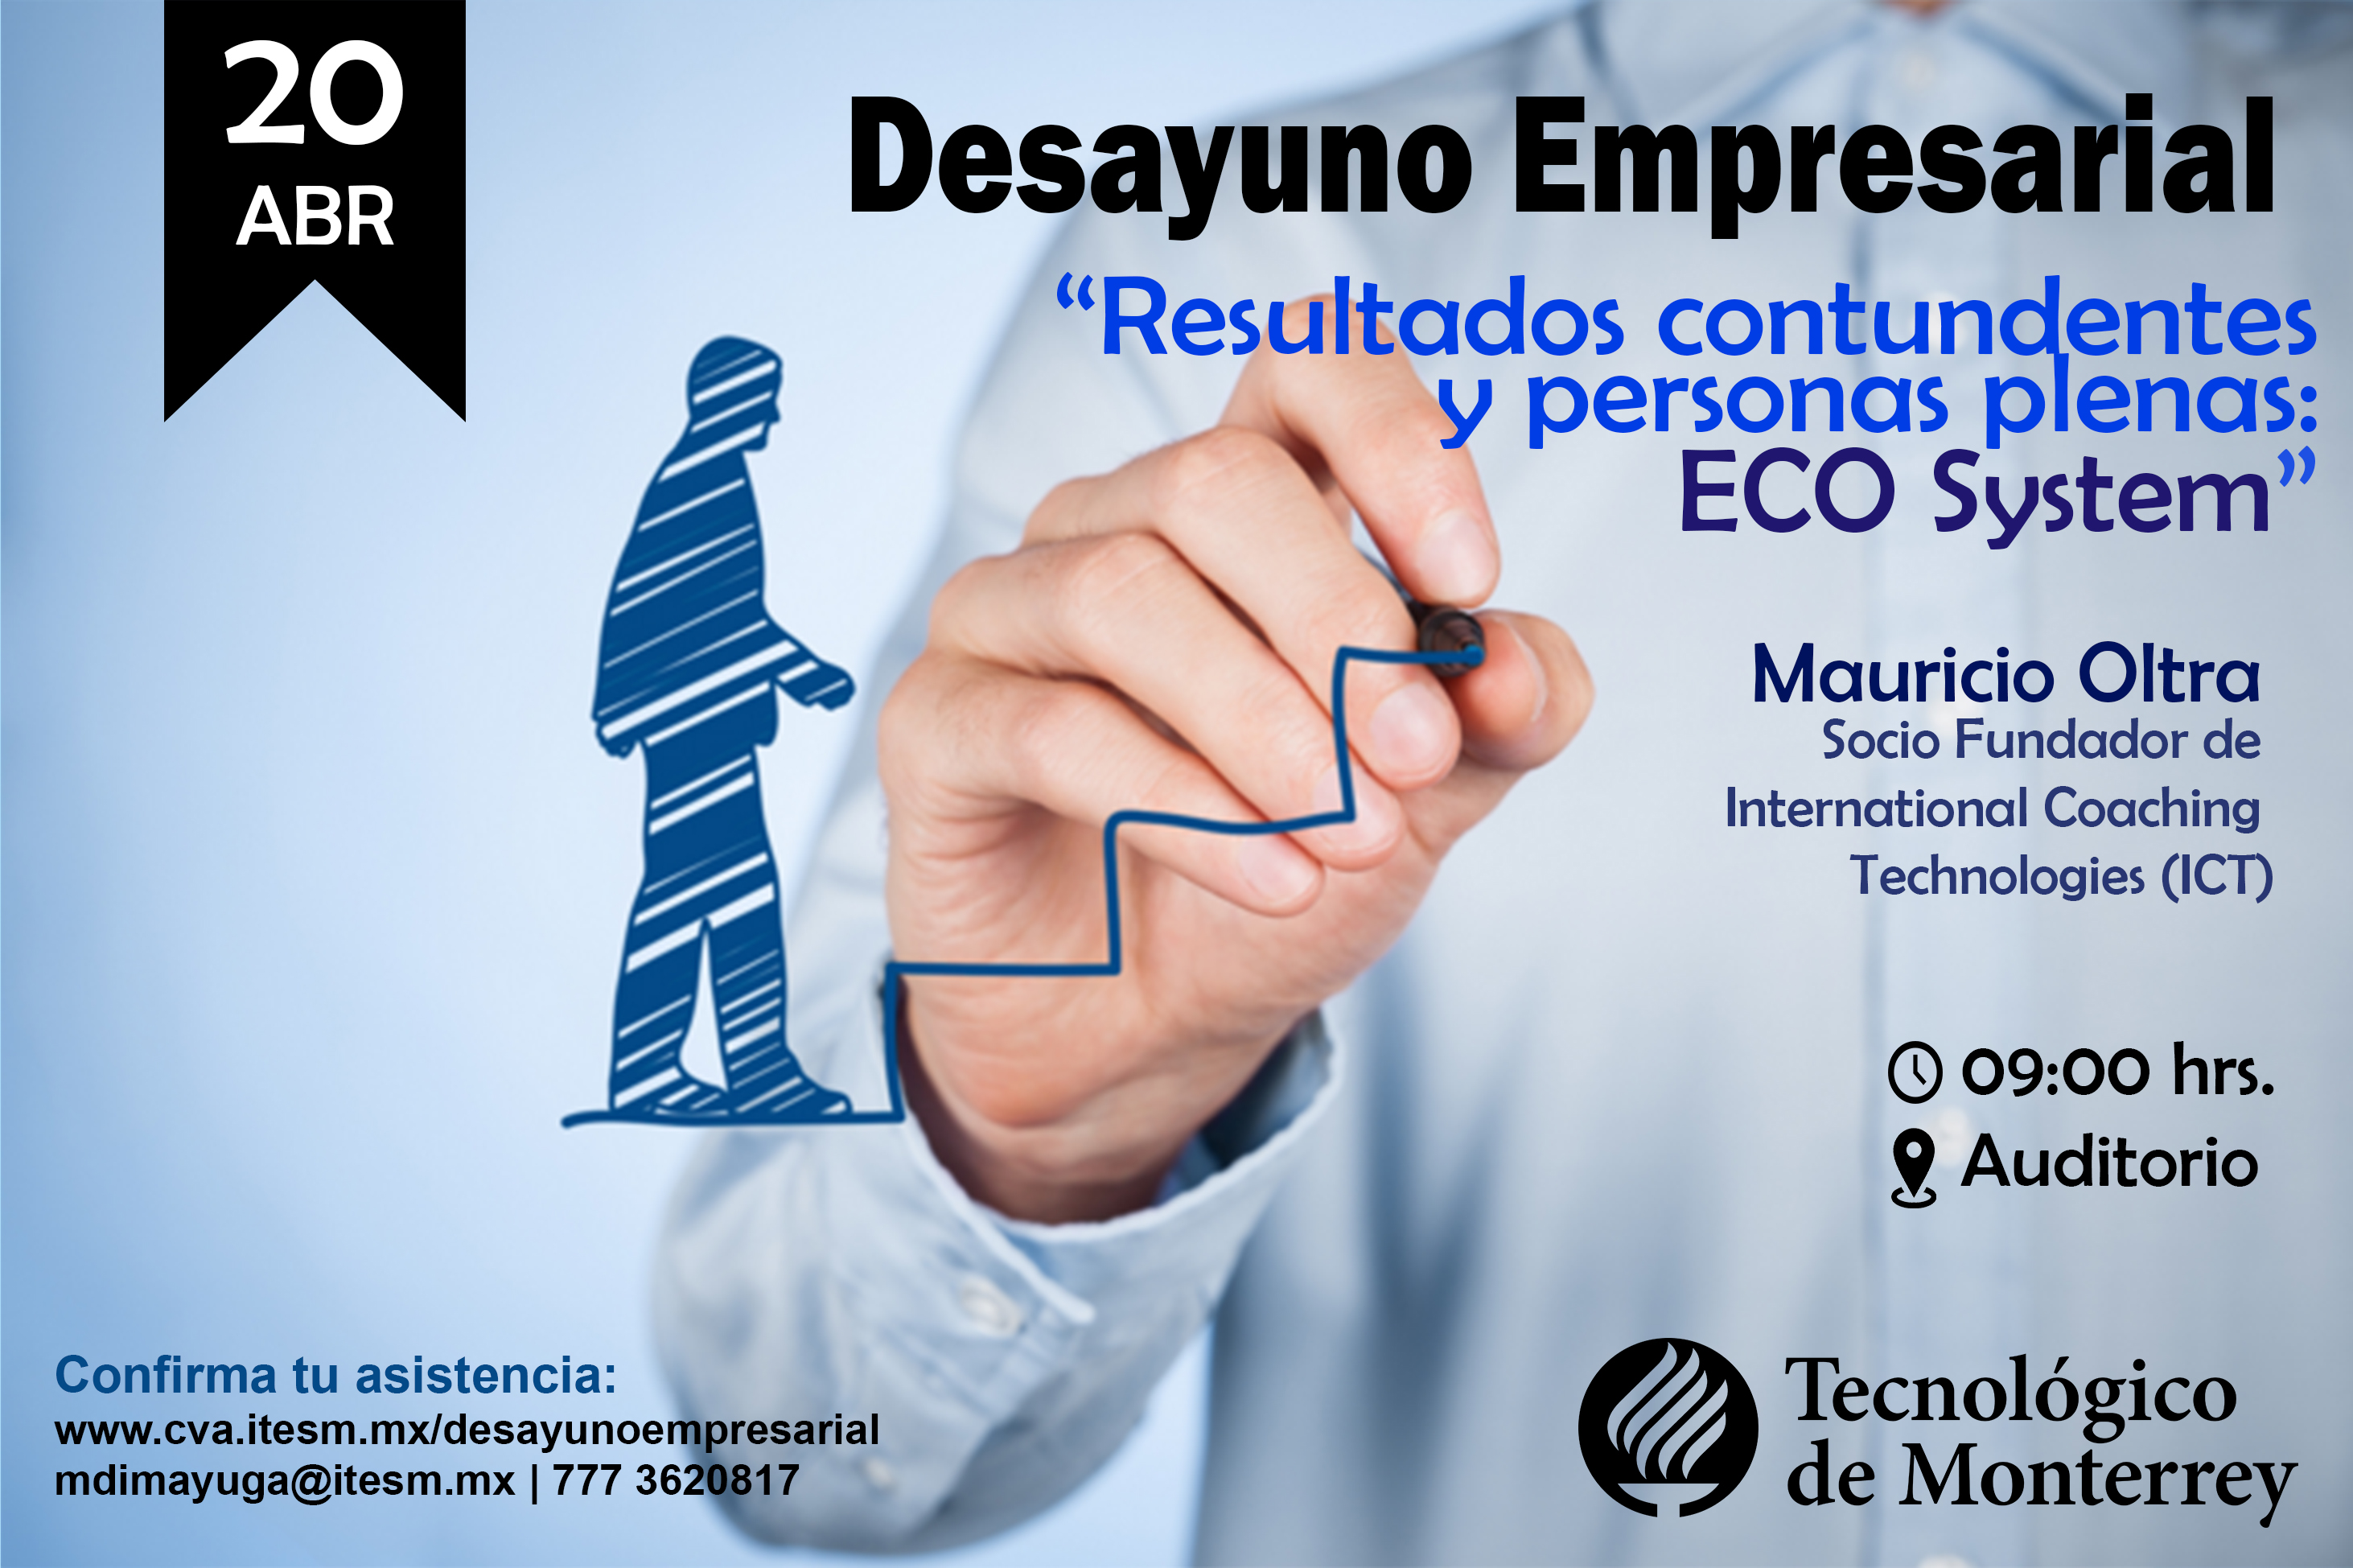 20
ABR
Desayuno Empresarial
“Resultados contundentes
y personas plenas:
ECO System”
Mauricio Oltra
Socio Fundador de
International Coaching
Technologies (ICT)
09:00 hrs.
Auditorio
Confirma tu asistencia:
www.cva.itesm.mx/desayunoempresarial
mdimayuga@itesm.mx | 777 3620817
Tecnológico
de Monterrey